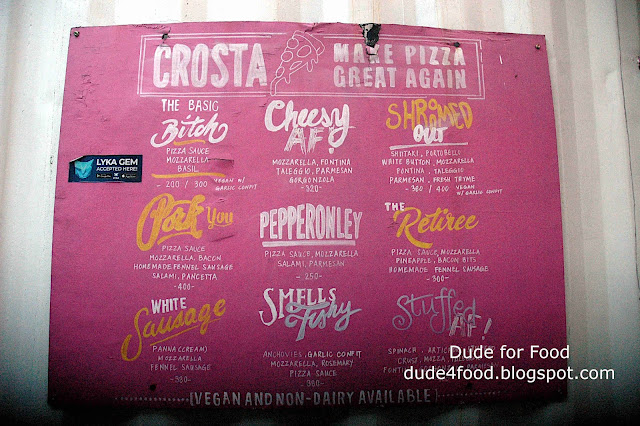 CROSTA
MAKE PIZZA
GREAT AGAIN
THE BASIC
Bitch
PIZZA SAUCE
MOZZARELLA
BASIL
- 200 / 300
VEGAN W/
GARLIC CONFIT
Cheesy
AF!
MOZZARELLA, FONTINA
TALEGGIO, PARMESAN
GORGONZOLA
-320-
SHROOMED
OUT
SHIITAKI, PORTOBELLO
WHITE BUTTON, MOZZARELLA
FONTINA, TALEGGIO
PARMESAN, FRESH THYME
- 360 / 400
VEGAN
W/ GARLIC CONFIT
LYKA GEM
ACCEPTED HERE!
Pork You
PIZZA SAUCE
MOZZARELLA, BACON
HOMEMADE FENNEL SAUSAGE
SALAMI, PANCETTA
-400-
PEPPERONLEY
PIZZA SAUCE, MOZZARELLA
SALAMI, PARMESAN
-250-
THE
Retiree
PIZZA SAUCE, MOZZARELLA
PINEAPPLE, BACON BITS
HOMEMADE FENNEL SAUSAGE
-300-
WHITE
Sausage
PANNA (CREAM)
MOZZARELLA
FENNEL SAUSAGE
-380-
SMELLS
Fishy
ANCHOVIES, GARLIC CONFIT
MOZZARELLA, ROSEMARY
PIZZA SAUCE
-360-
Stuffed
AF!
SPINACH
CRUST
(VEGAN AND NON-DAIRY AVAILABLE)
Dude for Food
dude4food.blogspot.com